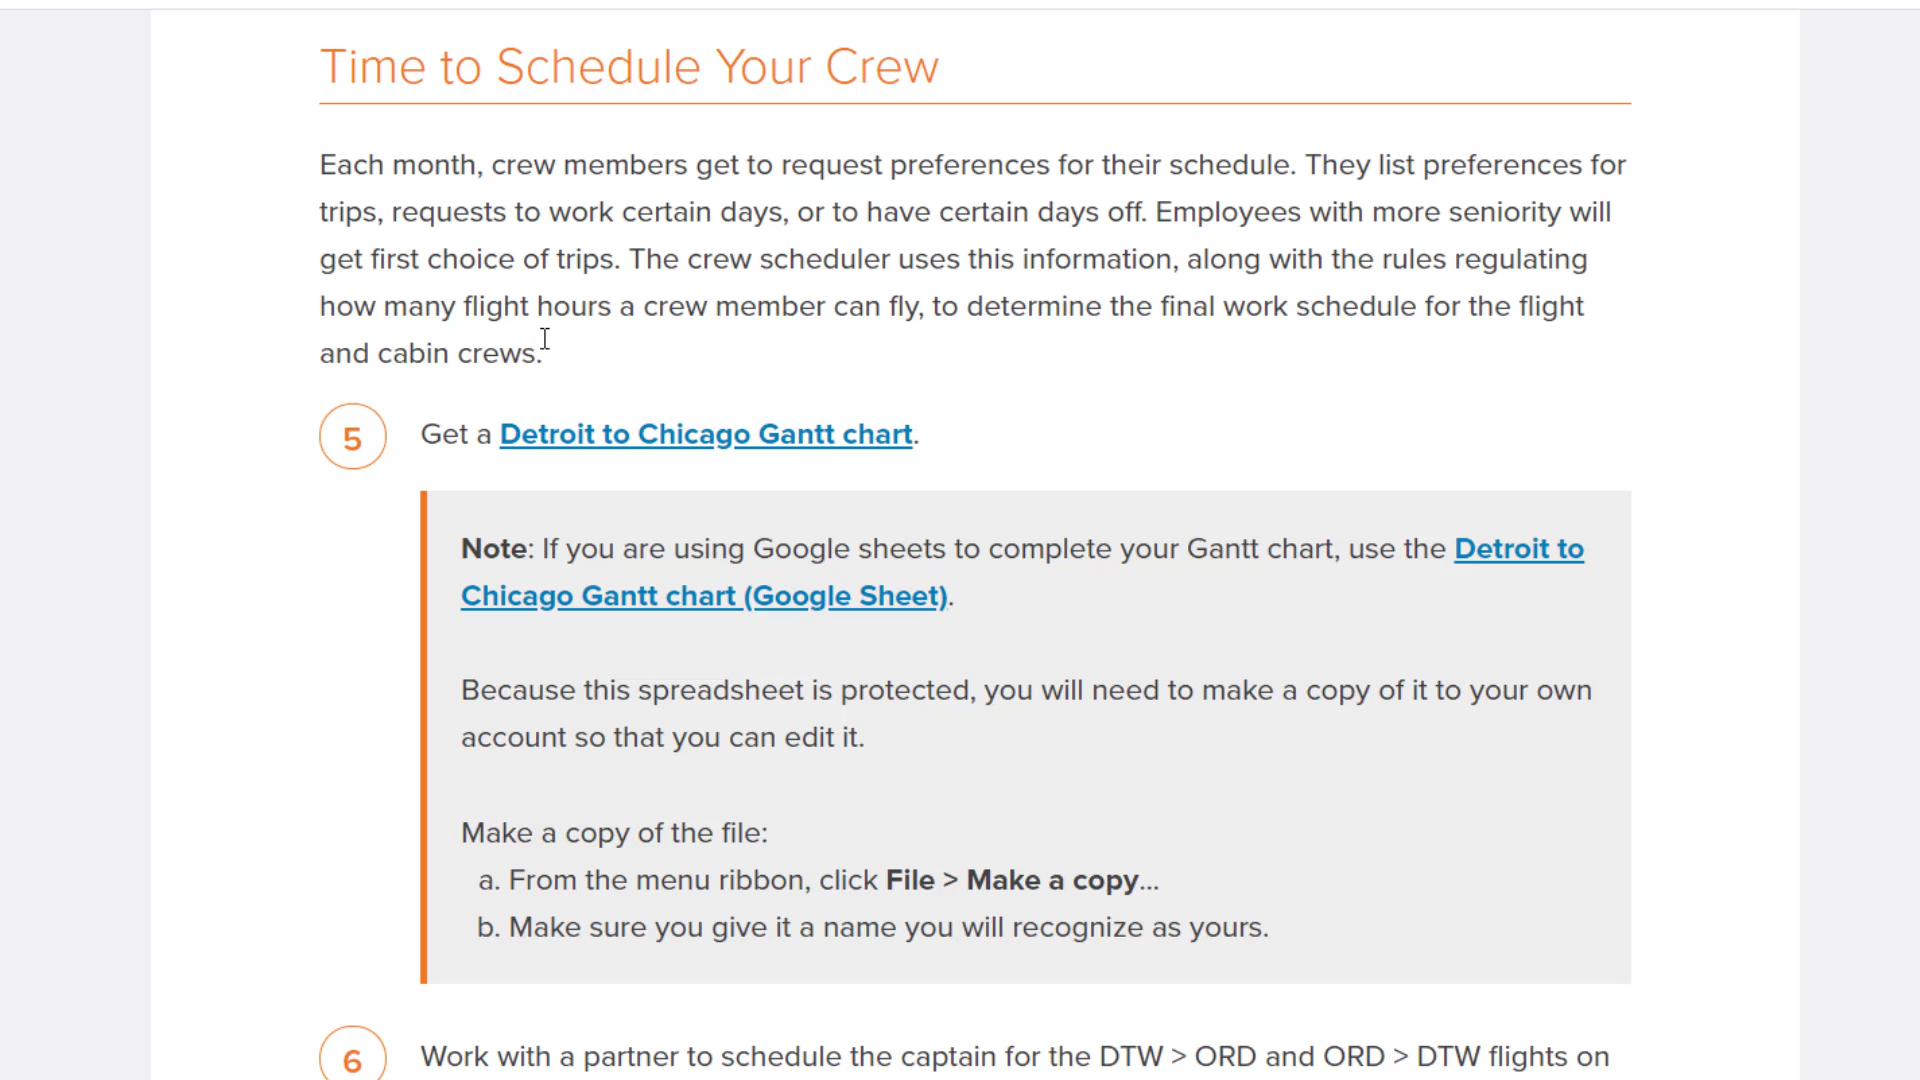 Time to Schedule Your Crew
Each month, crew members get to request preferences for their schedule. They list preferences for
trips, requests to work certain days, or to have certain days off. Employees with more seniority will
get first choice of trips. The crew scheduler uses this information, along with the rules regulating
how many flight hours a crew member can fly, to determine the final work schedule for the flight
and cabin crews.
5 Get a Detroit to Chicago Gantt chart.
Note: If you are using Google sheets to complete your Gantt chart, use the Detroit to
Chicago Gantt chart (Google Sheet).
Because this spreadsheet is protected, you will need to make a copy of it to your own
account so that you can edit it.
Make a copy of the file:
a. From the menu ribbon, click File > Make a copy...
b. Make sure you give it a name you will recognize as yours.
6 Work with a partner to schedule the captain for the DTW > ORD and ORD > DTW flights on